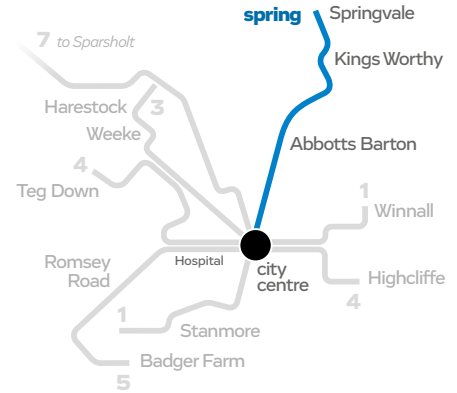 spring
Springvale
7 to Sparsholt
Kings Worthy
Harestock
3
Weeke
Abbotts Barton
4
Teg Down
1
Winnall
Hospital
city
centre
Romsey
Road
Highcliffe
4
1
Stanmore
Badger Farm
5